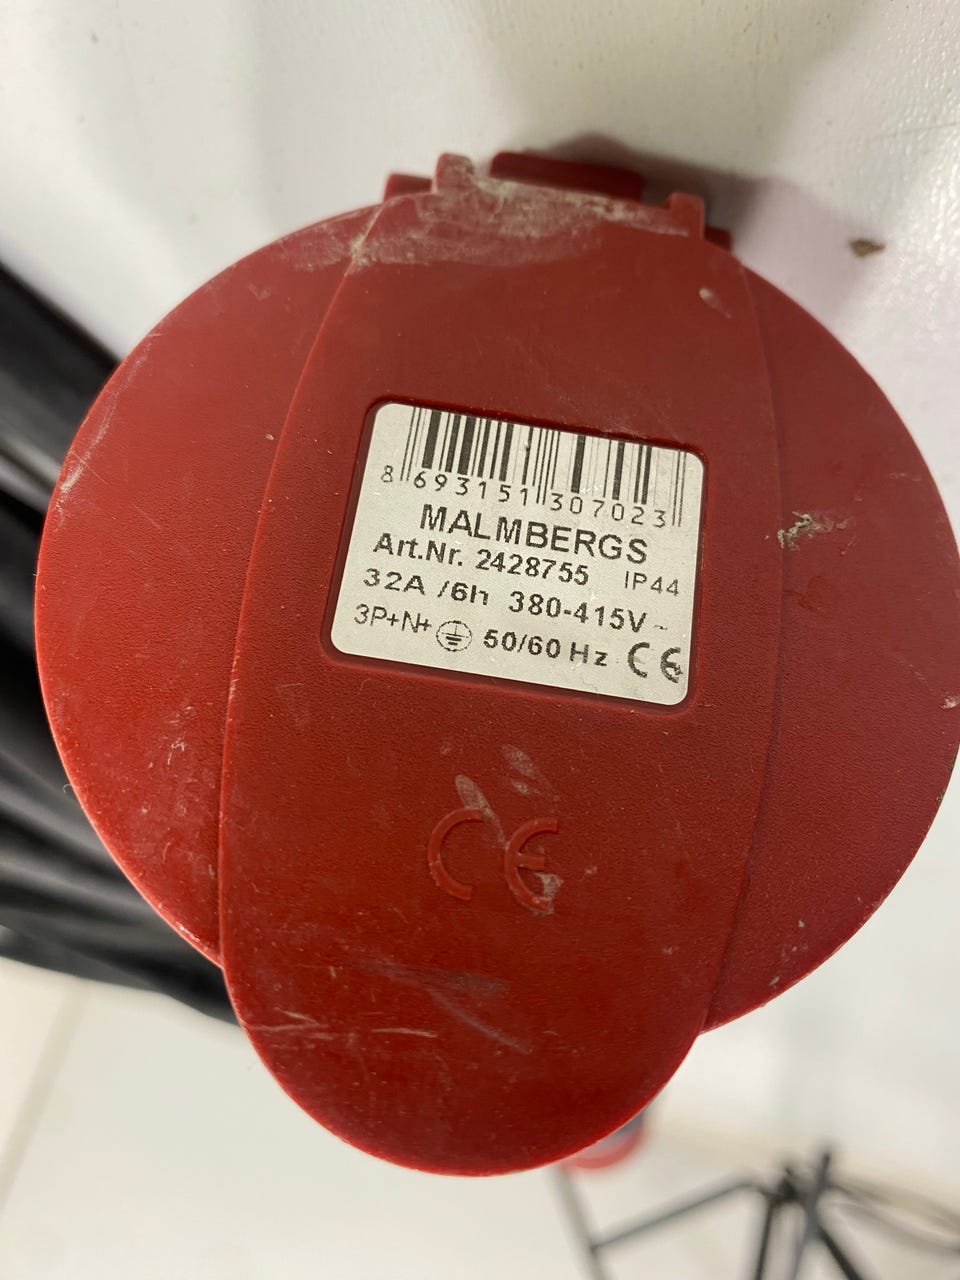 8 693151 307023
MALMBERGS
Art.Nr. 2428755 IP44
32A /6h 380-415V~
3P+N+⏚ 50/60 Hz CE
CE